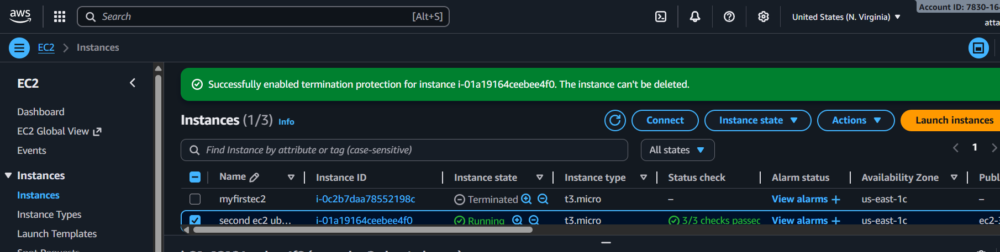 Account ID: 7830-16
aws
Search [Alt+S]
United States (N. Virginia)
atta
EC2 > Instances
EC2
Dashboard
EC2 Global View
Events
Instances
Instances
Instance Types
Launch Templates
Spot Requests
Successfully enabled termination protection for instance i-01a19164ceebee4f0. The instance can't be deleted.
Instances (1/3) Info
Connect
Instance state
Actions
Launch instances
Find Instance by attribute or tag (case-sensitive)
All states
1
Name Instance ID Instance state Instance type Status check Alarm status Availability Zone Publ
myfirstec2 i-0c2b7daa78552198c Terminated t3.micro – View alarms + us-east-1c –
second ec2 ub... i-01a19164ceebee4f0 Running t3.micro 3/3 checks passec View alarms + us-east-1c ec2-3